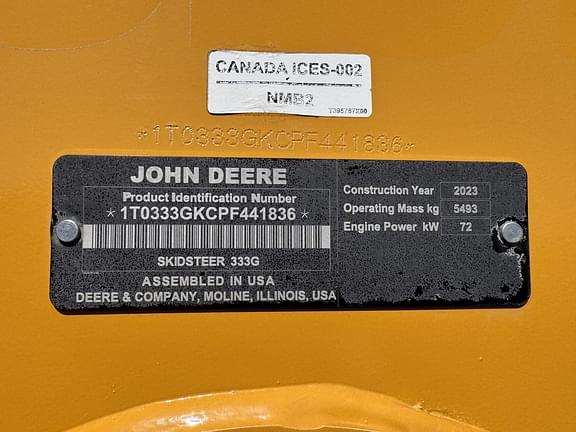 CANADA ICES-002
NMB2
T395787X00
*1T0333GKCPF441836*
JOHN DEERE
Product Identification Number
*1T0333GKCPF441836*
SKIDSTEER 333G
ASSEMBLED IN USA
DEERE & COMPANY, MOLINE, ILLINOIS, USA
Construction Year 2023
Operating Mass kg 5493
Engine Power kW 72